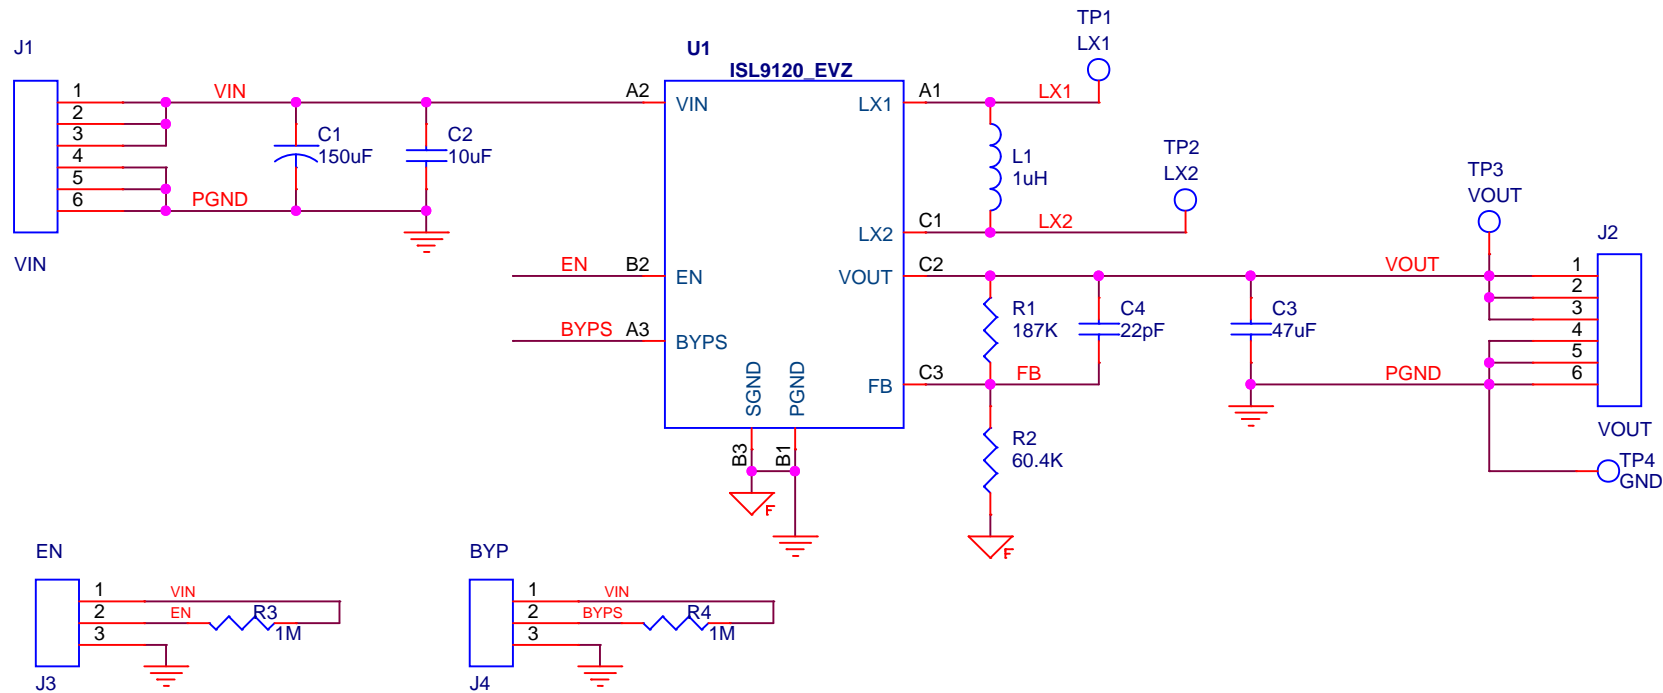 J1
1
2
3
4
5
6
VIN
VIN
PGND
C1
150uF
C2
10uF
U1
ISL9120_EVZ
A2
VIN
EN
B2
EN
BYPS
A3
BYPS
SGND
PGND
B3
B1
F
LX1
A1
LX1
LX2
C1
LX2
VOUT
C2
FB
C3
FB
TP1
LX1
L1
1uH
TP2
LX2
R1
187K
C4
22pF
C3
47uF
R2
60.4K
F
VOUT
PGND
TP3
VOUT
J2
1
2
3
4
5
6
VOUT
TP4
GND
EN
1
2
3
VIN
EN
R3
1M
J3
BYP
1
2
3
VIN
BYPS
R4
1M
J4